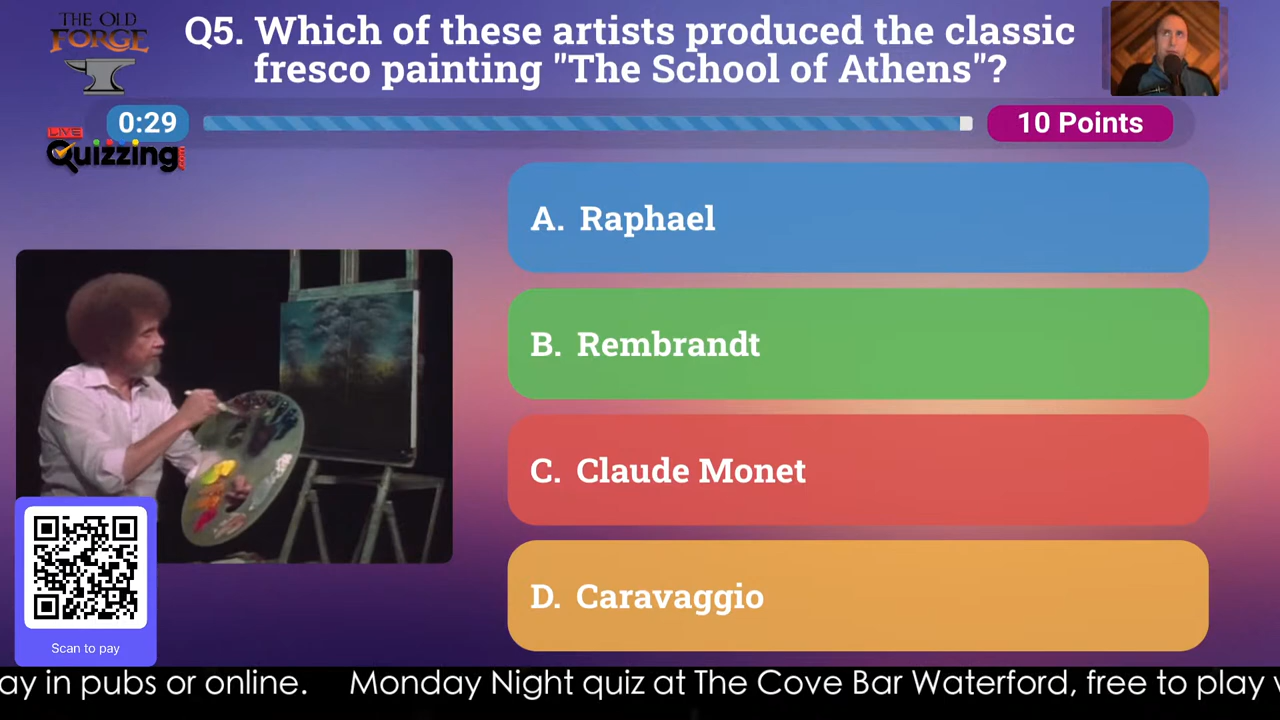 THE OLD
FORGE
Q5. Which of these artists produced the classic
fresco painting "The School of Athens"?
0:29
10 Points
LIVE
Quizzing
A. Raphael
B. Rembrandt
C. Claude Monet
D. Caravaggio
Scan to pay
ay in pubs or online. Monday Night quiz at The Cove Bar Waterford, free to play